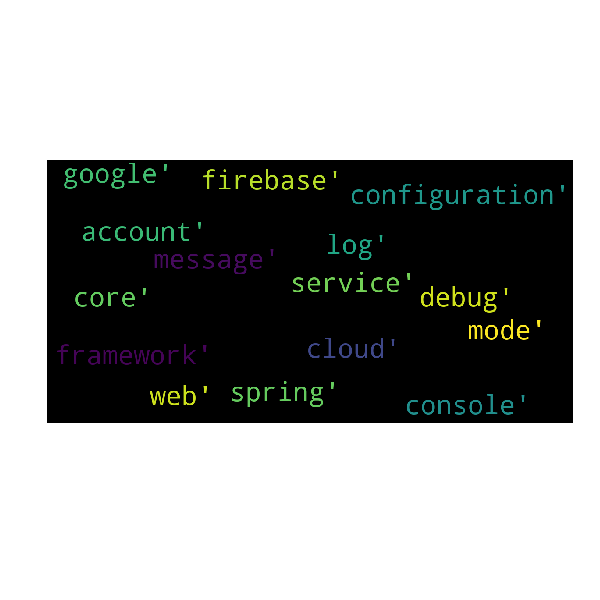 google'
firebase'
configuration'
account'
log'
message'
service'
core'
debug'
mode'
cloud'
framework'
spring'
web'
console'